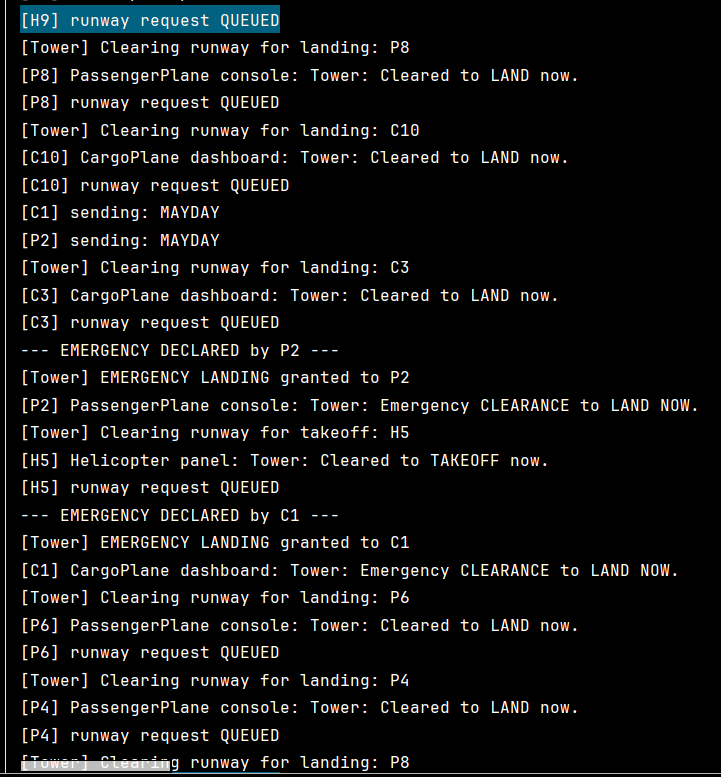 [H9] runway request QUEUED
[Tower] Clearing runway for landing: P8
[P8] PassengerPlane console: Tower: Cleared to LAND now.
[P8] runway request QUEUED
[Tower] Clearing runway for landing: C10
[C10] CargoPlane dashboard: Tower: Cleared to LAND now.
[C10] runway request QUEUED
[C1] sending: MAYDAY
[P2] sending: MAYDAY
[Tower] Clearing runway for landing: C3
[C3] CargoPlane dashboard: Tower: Cleared to LAND now.
[C3] runway request QUEUED
--- EMERGENCY DECLARED by P2 ---
[Tower] EMERGENCY LANDING granted to P2
[P2] PassengerPlane console: Tower: Emergency CLEARANCE to LAND NOW.
[Tower] Clearing runway for takeoff: H5
[H5] Helicopter panel: Tower: Cleared to TAKEOFF now.
[H5] runway request QUEUED
--- EMERGENCY DECLARED by C1 ---
[Tower] EMERGENCY LANDING granted to C1
[C1] CargoPlane dashboard: Tower: Emergency CLEARANCE to LAND NOW.
[Tower] Clearing runway for landing: P6
[P6] PassengerPlane console: Tower: Cleared to LAND now.
[P6] runway request QUEUED
[Tower] Clearing runway for landing: P4
[P4] PassengerPlane console: Tower: Cleared to LAND now.
[P4] runway request QUEUED
[Tower] Clearing runway for landing: P8